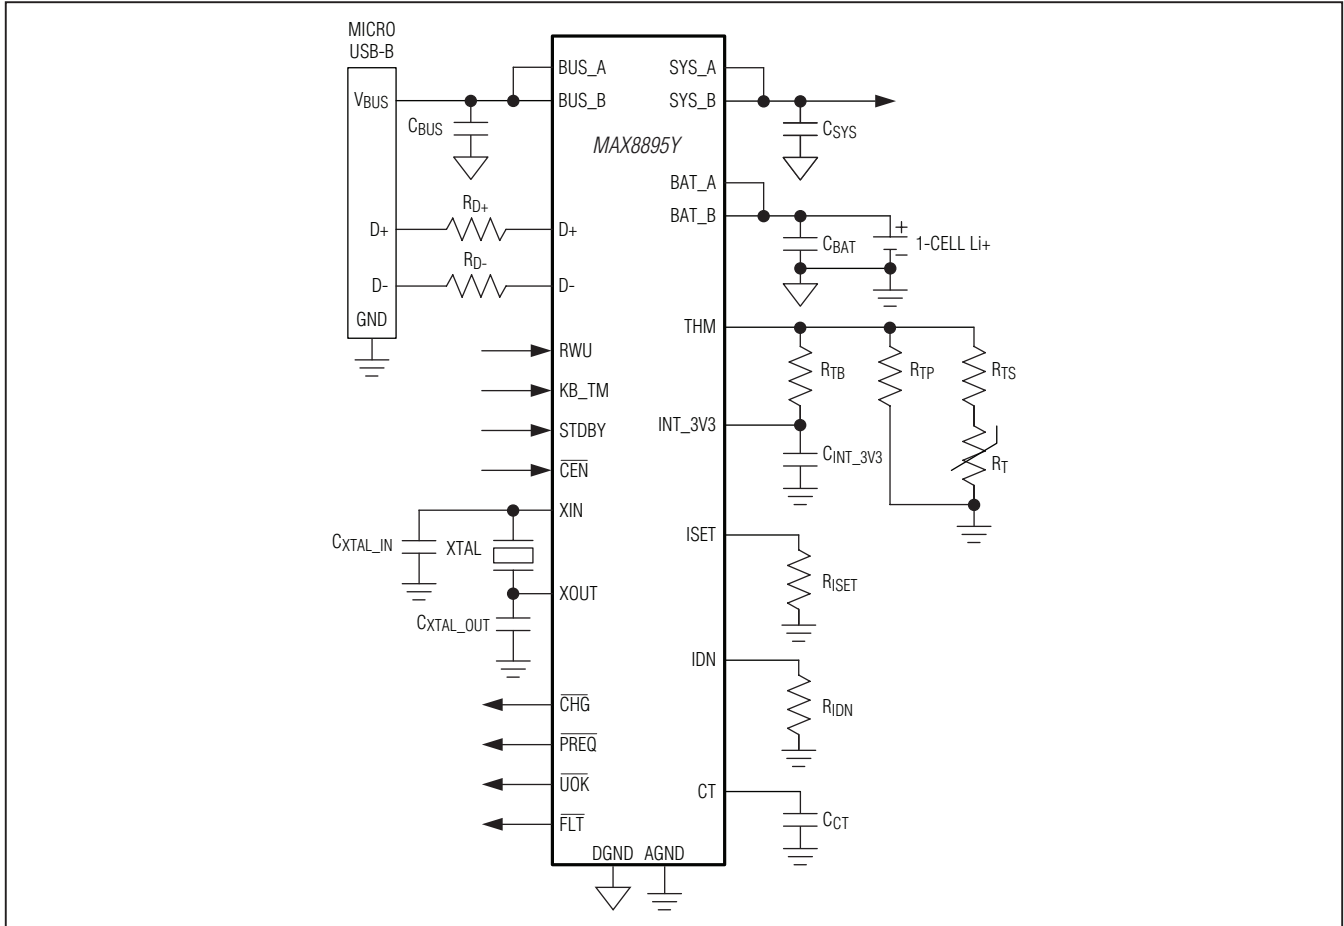 MICRO
USB-B
VBUS
CBUS
D+
RD+
D-
RD-
GND
BUS_A
BUS_B
MAX8895Y
D+
D-
RWU
KB_TM
STDBY
CEN
XIN
CXTAL_IN
XTAL
XOUT
CXTAL_OUT
CHG
PREQ
UOK
FLT
DGND AGND
SYS_A
SYS_B
CSYS
BAT_A
BAT_B
CBAT
+
1-CELL Li+
−
THM
RTB
RTP
RTS
INT_3V3
CINT_3V3
RT
ISET
RISET
IDN
RIDN
CT
CCT